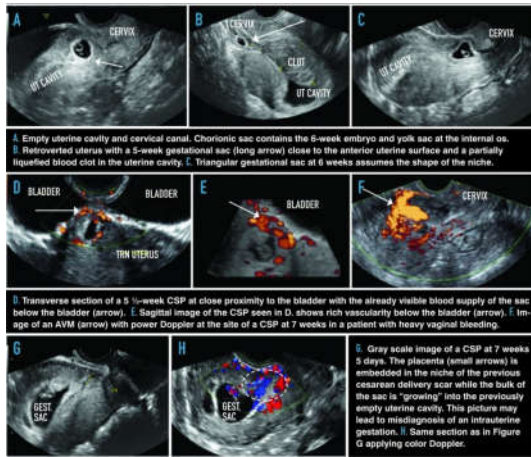 A
CERVIX
UT CAVITY
B
CERVIX
CLOT
UT CAVITY
C
CERVIX
UT CAVITY
A. Empty uterine cavity and cervical canal. Chorionic sac contains the 6-week embryo and yolk sac at the internal os.
B. Retroverted uterus with a 5-week gestational sac (long arrow) close to the anterior uterine surface and a partially
liquefied blood clot in the uterine cavity. C. Triangular gestational sac at 6 weeks assumes the shape of the niche.
D
BLADDER
BLADDER
TRN UTERUS
E
BLADDER
F
CERVIX
D. Transverse section of a 5 ½-week CSP at close proximity to the bladder with the already visible blood supply of the sac
below the bladder (arrow). E. Sagittal image of the CSP seen in D. shows rich vascularity below the bladder (arrow). F. Im-
age of an AVM (arrow) with power Doppler at the site of a CSP at 7 weeks in a patient with heavy vaginal bleeding.
G
GEST.
SAC
H
GEST.
SAC
G. Gray scale image of a CSP at 7 weeks
5 days. The placenta (small arrows) is
embedded in the niche of the previous
cesarean delivery scar while the bulk of
the sac is “growing” into the previously
empty uterine cavity. This picture may
lead to misdiagnosis of an intrauterine
gestation. H. Same section as in Figure
G applying color Doppler.